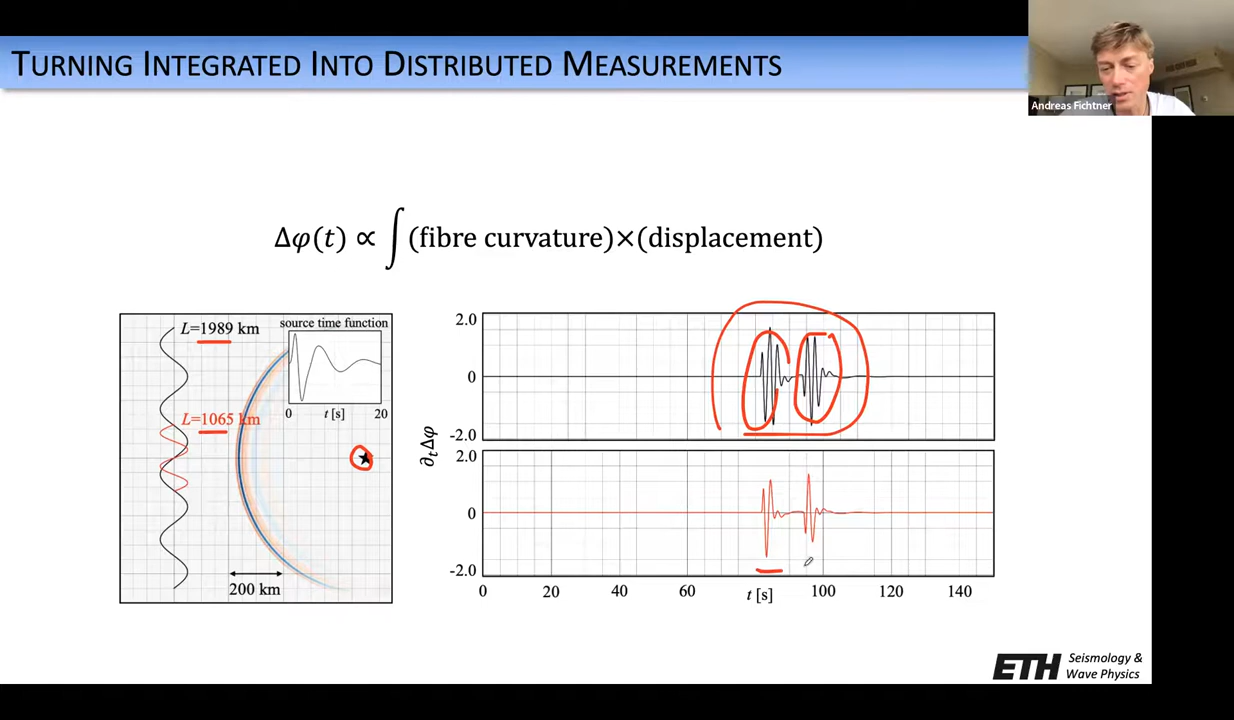 TURNING INTEGRATED INTO DISTRIBUTED MEASUREMENTS
Andreas Fichtner
Δφ(t) ∝ ∫(fibre curvature)×(displacement)
L=1989 km
source time function
0
t [s]
20
L=1065 km
200 km
∂tΔφ
2.0
0
-2.0
2.0
0
-2.0
0
20
40
60
t [s]
100
120
140
ETH
Seismology &
Wave Physics